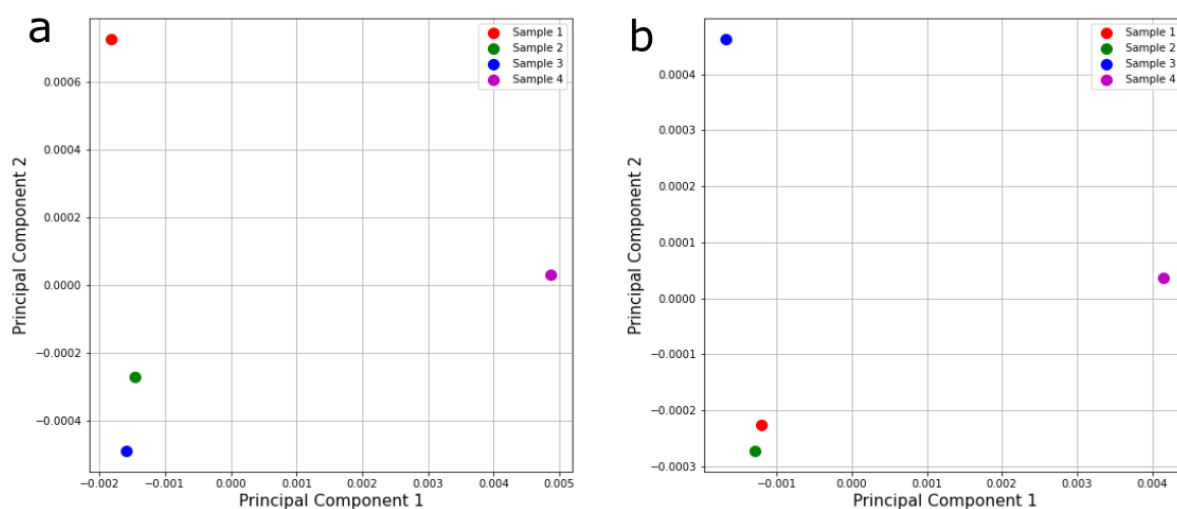 a
Sample 1
Sample 2
Sample 3
Sample 4
0.0006
0.0004
0.0002
0.0000
−0.0002
−0.0004
Principal Component 2
−0.002
−0.001
0.000
0.001
0.002
0.003
0.004
0.005
Principal Component 1
b
Sample 1
Sample 2
Sample 3
Sample 4
0.0004
0.0003
0.0002
0.0001
0.0000
−0.0001
−0.0002
−0.0003
Principal Component 2
−0.001
0.000
0.001
0.002
0.003
0.004
Principal Component 1